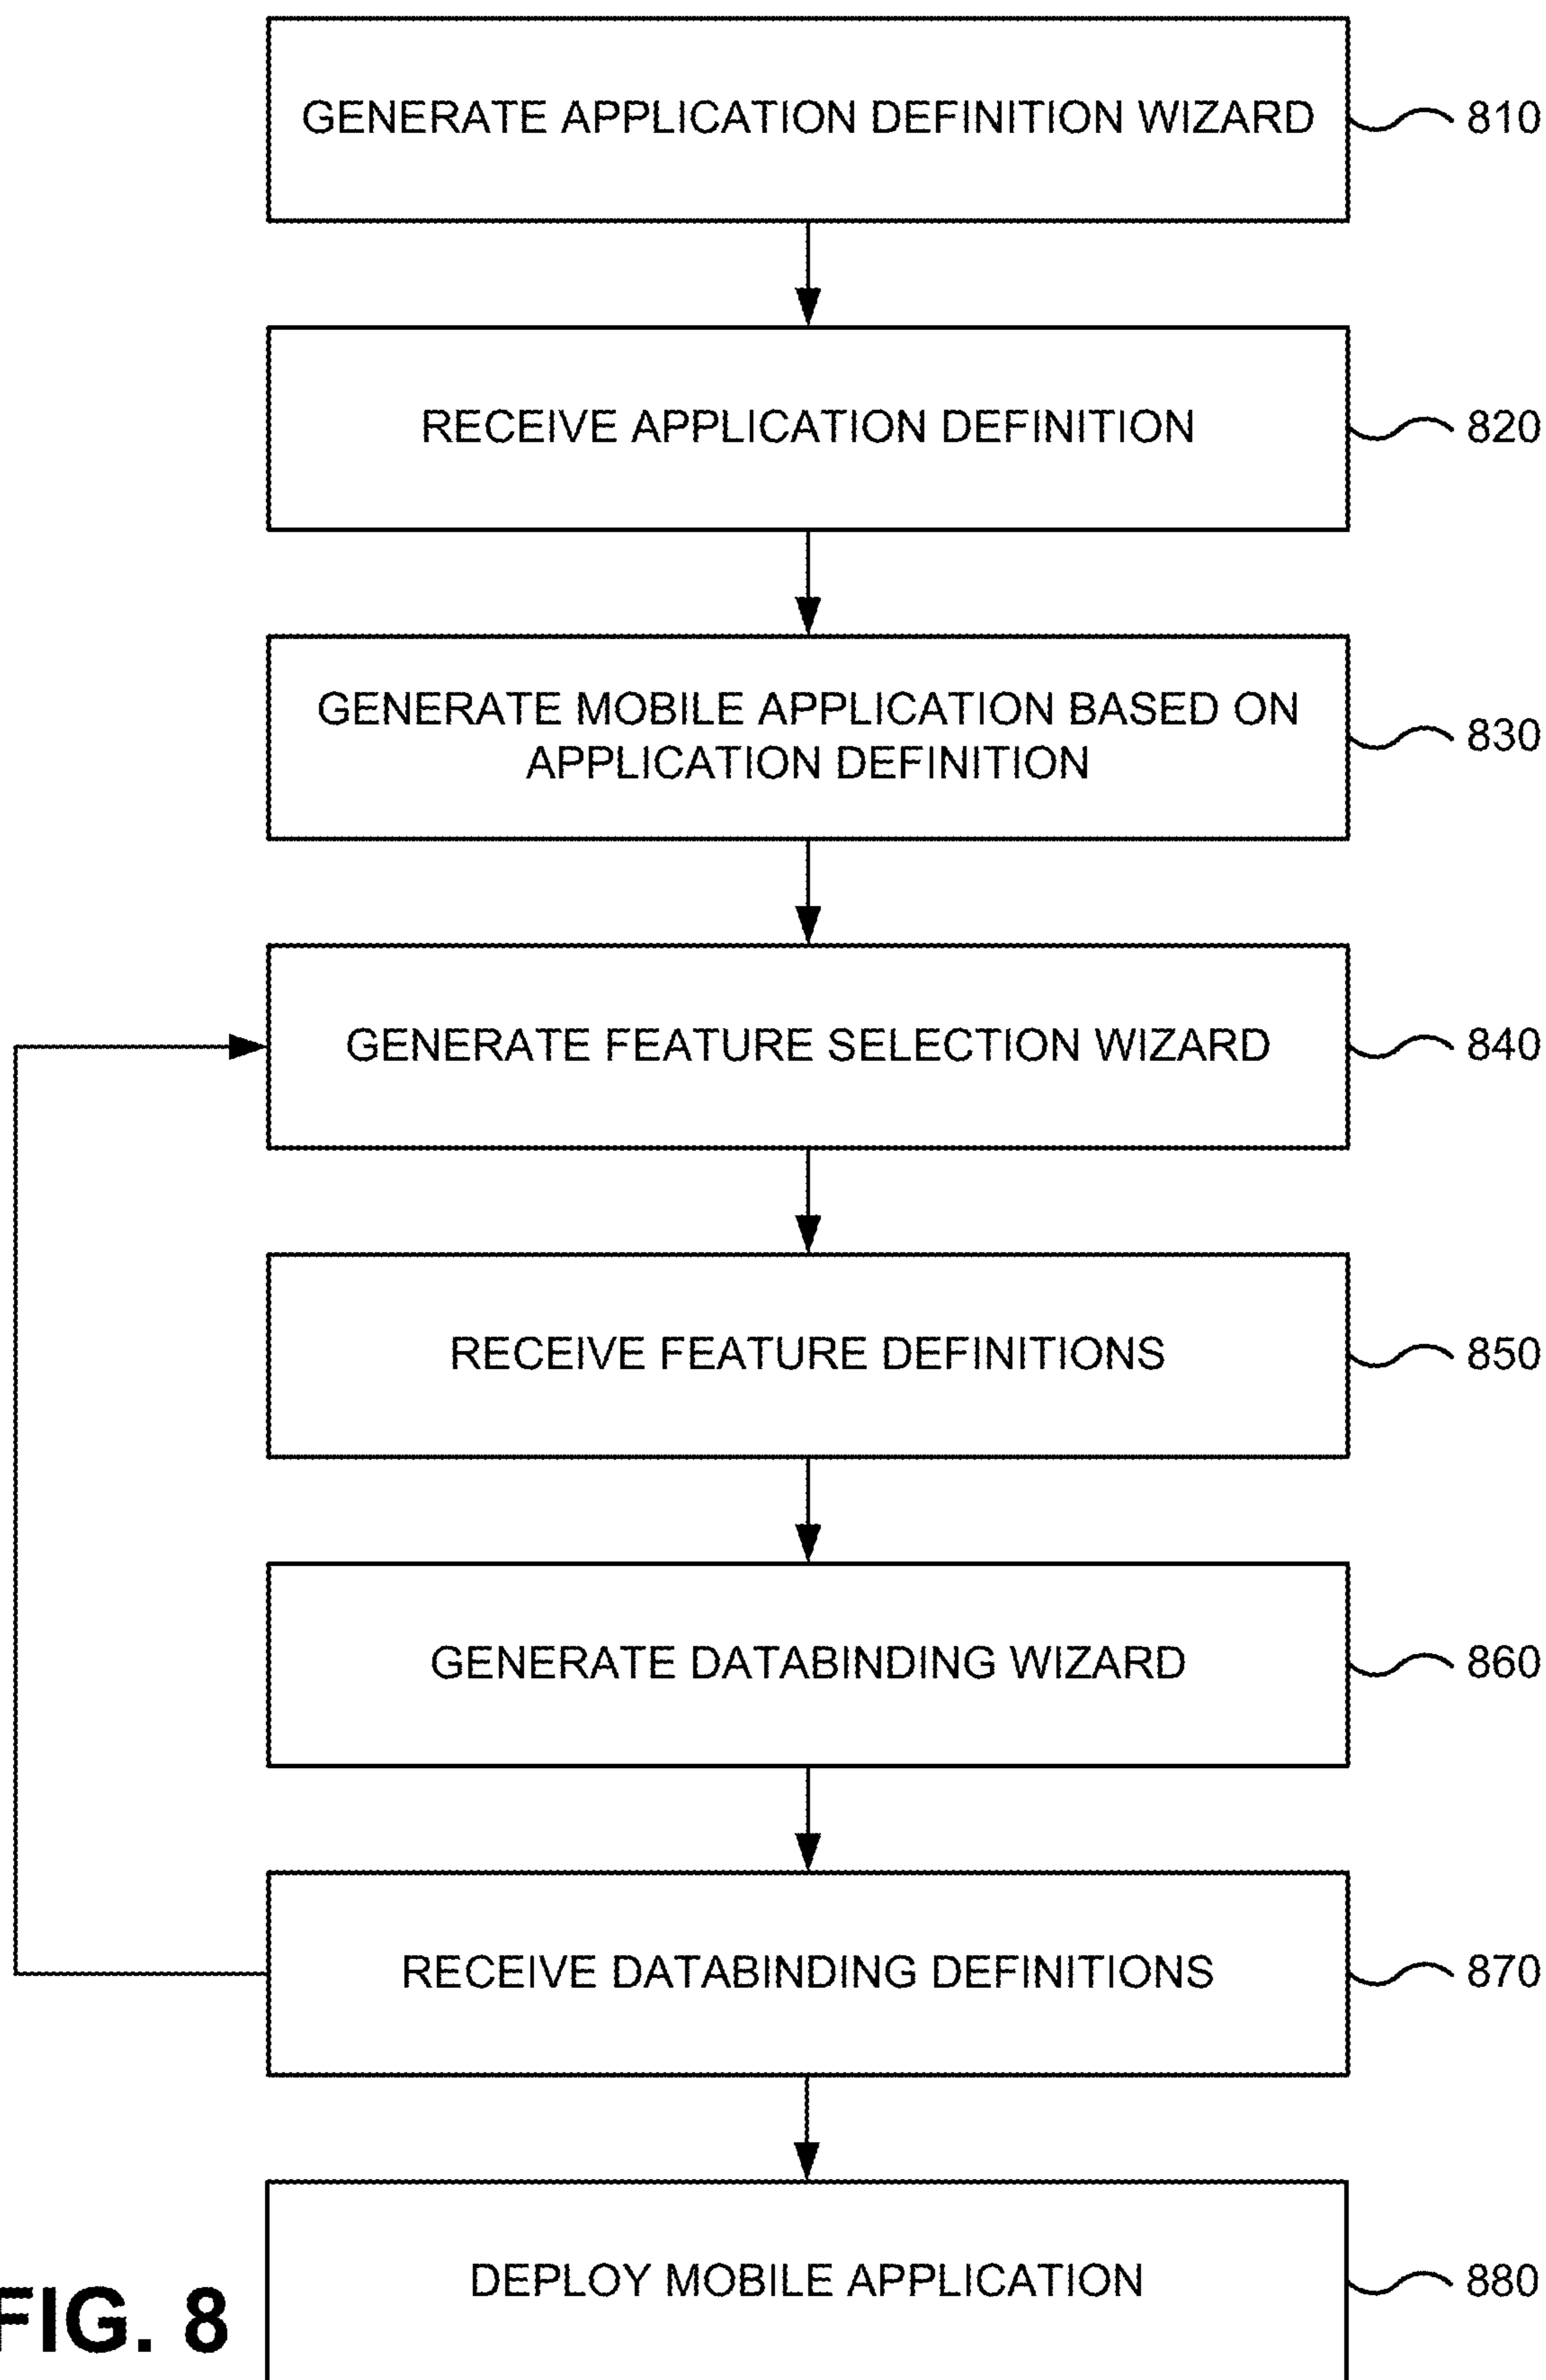 GENERATE APPLICATION DEFINITION WIZARD
810
RECEIVE APPLICATION DEFINITION
820
GENERATE MOBILE APPLICATION BASED ON
APPLICATION DEFINITION
830
GENERATE FEATURE SELECTION WIZARD
840
RECEIVE FEATURE DEFINITIONS
850
GENERATE DATABINDING WIZARD
860
RECEIVE DATABINDING DEFINITIONS
870
DEPLOY MOBILE APPLICATION
880
FIG. 8